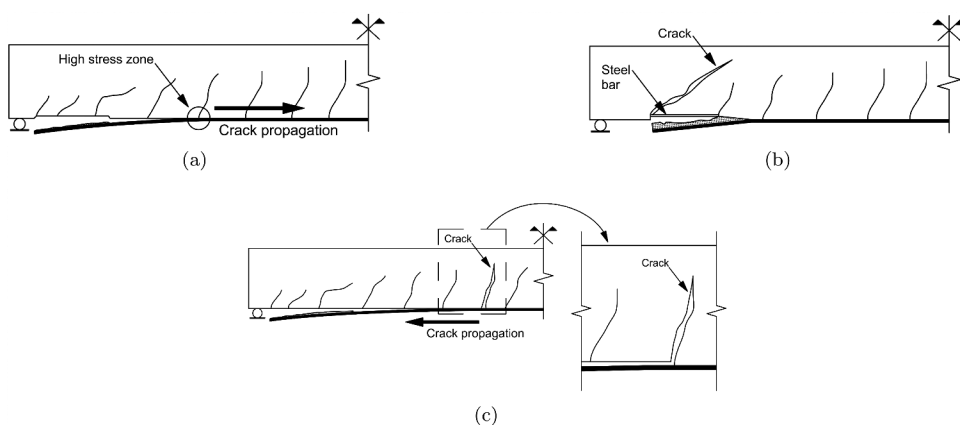 High stress zone
Crack propagation
(a)
Crack
Steel
bar
(b)
Crack
Crack propagation
Crack
(c)